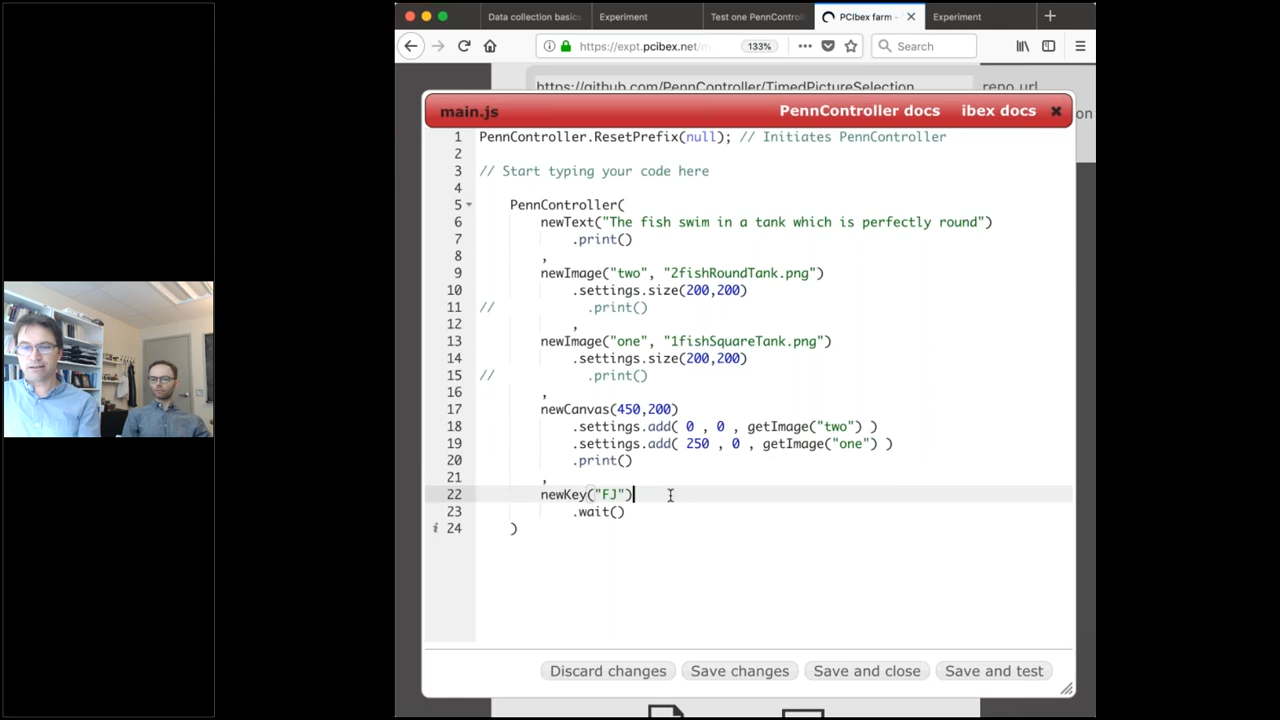 Data collection basics
Experiment
Test one PennControl
PCIbex farm -
Experiment
https://expt.pcibex.net/
133%
Search
https://github.com/PennController/TimedPictureSelection
repo url
on
main.js
PennController docs
ibex docs
1 PennController.ResetPrefix(null); // Initiates PennController
2
3 // Start typing your code here
4
5 PennController(
6 newText("The fish swim in a tank which is perfectly round")
7 .print()
8 ,
9 newImage("two", "2fishRoundTank.png")
10 .settings.size(200,200)
11 // .print()
12 ,
13 newImage("one", "1fishSquareTank.png")
14 .settings.size(200,200)
15 // .print()
16 ,
17 newCanvas(450,200)
18 .settings.add( 0 , 0 , getImage("two") )
19 .settings.add( 250 , 0 , getImage("one") )
20 .print()
21 ,
22 newKey("FJ")
23 .wait()
24 )
Discard changes
Save changes
Save and close
Save and test